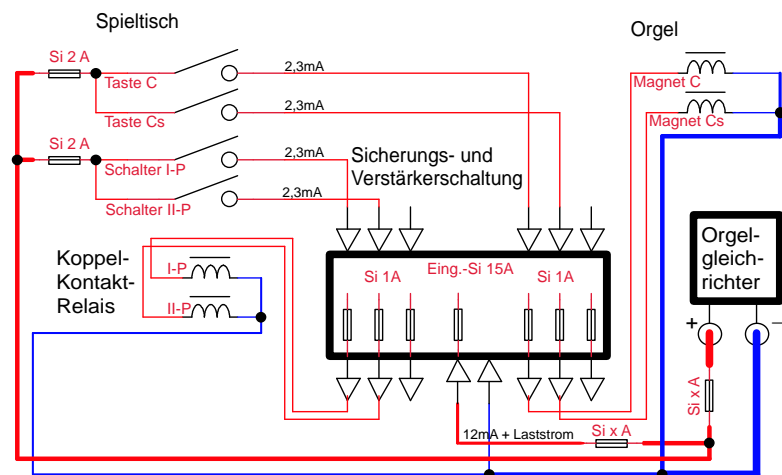 Spieltisch
Orgel
Si 2 A
2,3mA
Taste C
Magnet C
2,3mA
Taste Cs
Magnet Cs
Si 2 A
2,3mA
Schalter I-P
Sicherungs- und
Verstärkerschaltung
2,3mA
Schalter II-P
Koppel-
Kontakt-
Relais
I-P
II-P
Eing.-Si 15A
Si 1A
Si 1A
Orgel-
gleich-
richter
+
−
Si x A
12mA + Laststrom
Si x A